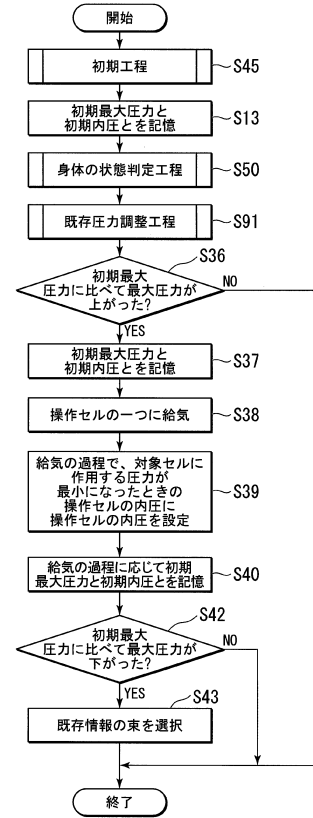 開始
初期工程
S45
初期最大圧力と
初期内圧とを記憶
S13
身体の状態判定工程
S50
既存圧力調整工程
S91
S36
初期最大
圧力に比べて最大圧力が
上がった?
NO
YES
初期最大圧力と
初期内圧とを記憶
S37
操作セルの一つに給気
S38
給気の過程で、対象セルに
作用する圧力が
最小になったときの
操作セルの内圧に
操作セルの内圧を設定
S39
給気の過程に応じて初期
最大圧力と初期内圧とを記憶
S40
S42
初期最大
圧力に比べて最大圧力が
下がった?
NO
YES
S43
既存情報の束を選択
終了